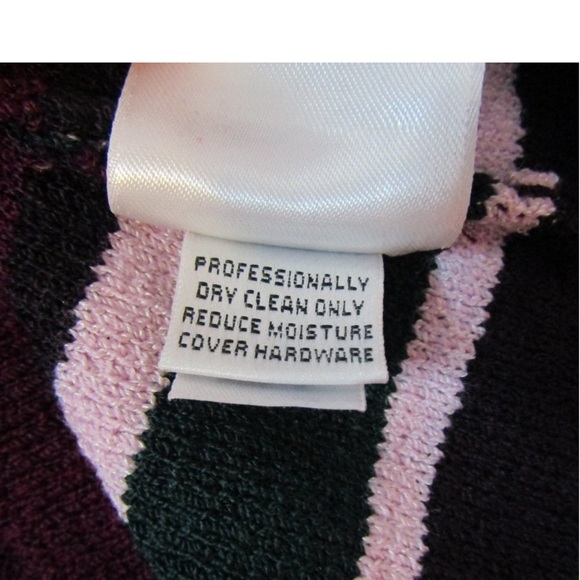 PROFESSIONALLY
DRY CLEAN ONLY
REDUCE MOISTURE
COVER HARDWARE